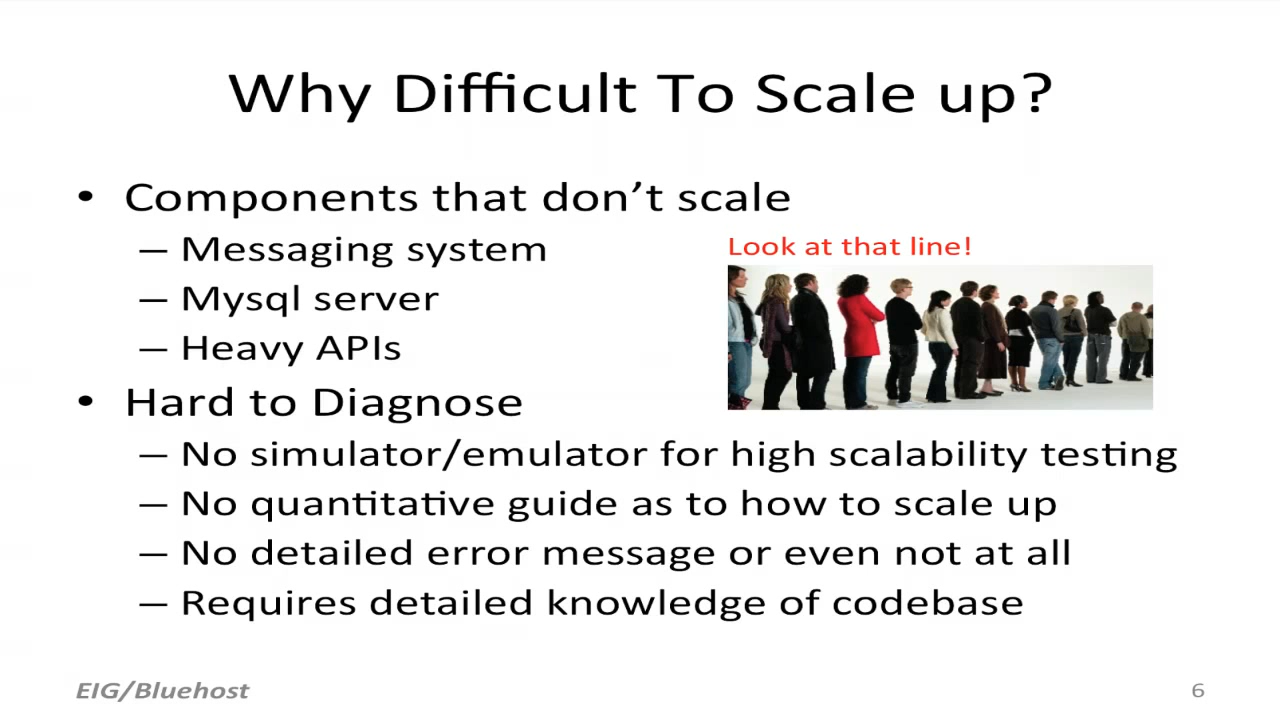 Why Difficult To Scale up?
• Components that don’t scale
– Messaging system
– Mysql server
– Heavy APIs
Look at that line!
• Hard to Diagnose
– No simulator/emulator for high scalability testing
– No quantitative guide as to how to scale up
– No detailed error message or even not at all
– Requires detailed knowledge of codebase
EIG/Bluehost
6